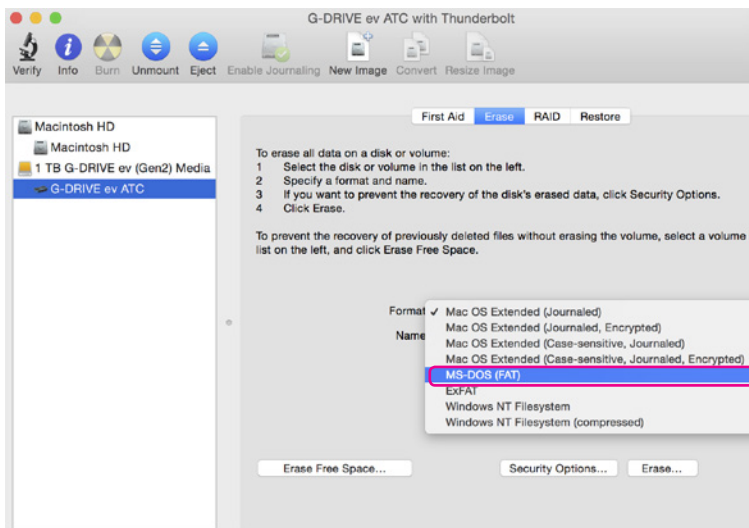 G-DRIVE ev ATC with Thunderbolt
Verify Info Burn Unmount Eject Enable Journaling New Image Convert Resize Image
First Aid Erase RAID Restore
Macintosh HD
Macintosh HD
1 TB G-DRIVE ev (Gen2) Media
G-DRIVE ev ATC
To erase all data on a disk or volume:
1 Select the disk or volume in the list on the left.
2 Specify a format and name.
3 If you want to prevent the recovery of the disk's erased data, click Security Options.
4 Click Erase.
To prevent the recovery of previously deleted files without erasing the volume, select a volume
list on the left, and click Erase Free Space.
Format ✓ Mac OS Extended (Journaled)
Name Mac OS Extended (Journaled, Encrypted)
Mac OS Extended (Case-sensitive, Journaled)
Mac OS Extended (Case-sensitive, Journaled, Encrypted)
MS-DOS (FAT)
ExFAT
Windows NT Filesystem
Windows NT Filesystem (compressed)
Erase Free Space... Security Options... Erase...